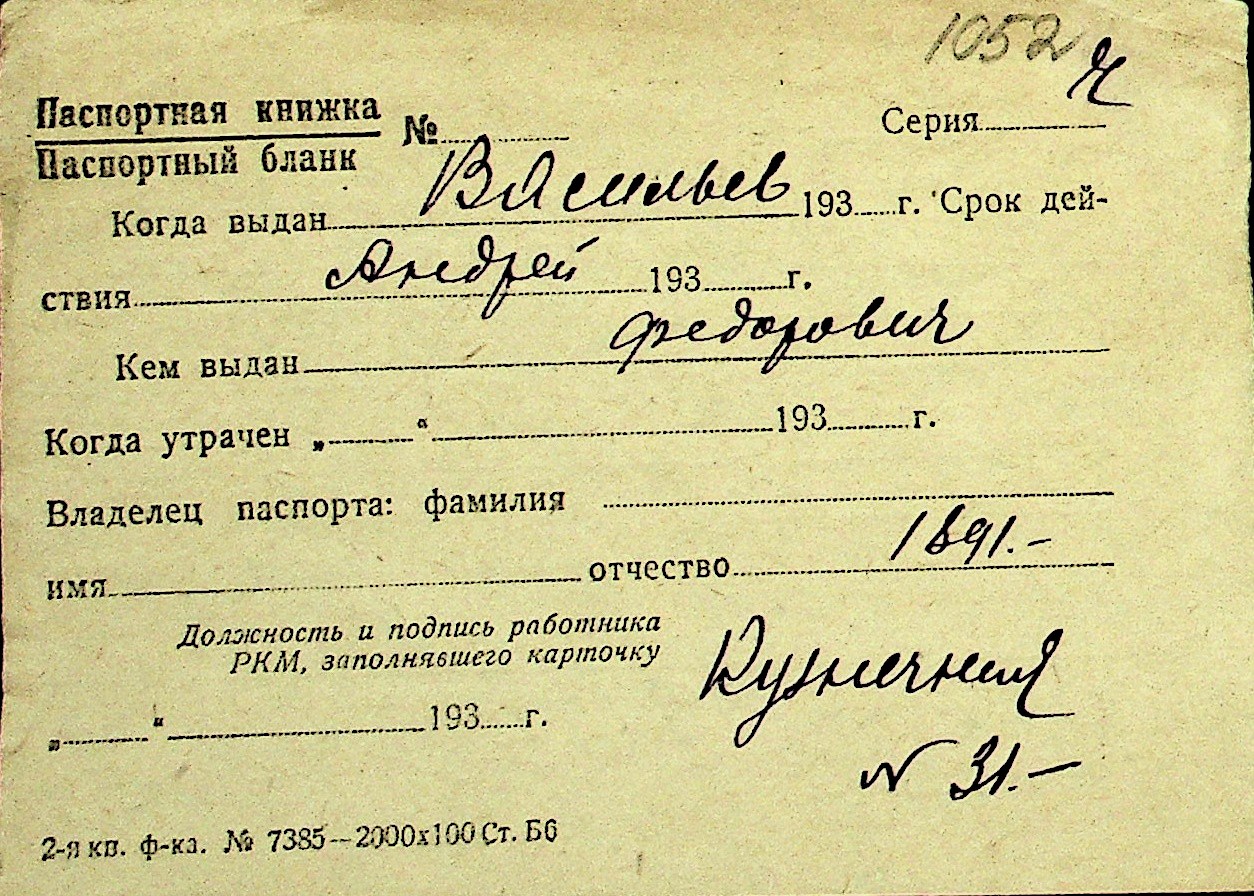 1052
ч
Паспортная книжка
Паспортный бланк
№ Серия
Васильев
Когда выдан 193 г. Срок дей-
Андрей
ствия 193 г.
Федорович
Кем выдан
Когда утрачен „ “ 193 г.
Владелец паспорта: фамилия
1891.-
имя отчество
Должность и подпись работника
РКМ, заполнявшего карточку
Кузнечная
„ “ 193 г.
N 31.-
2-я кв. ф-ка. № 7385—2000х100 Ст. Б6